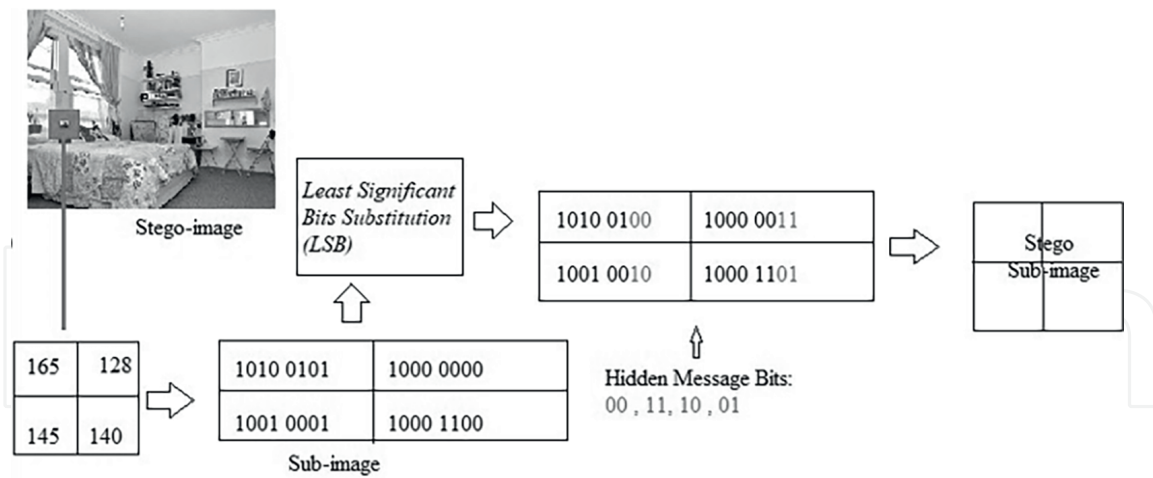 Stego-image
Least Significant
Bits Substitution
(LSB)
1010 0100 1000 0011
1001 0010 1000 1101
Stego
Sub-image
165 128
145 140
1010 0101 1000 0000
1001 0001 1000 1100
Sub-image
Hidden Message Bits:
00 , 11, 10 , 01